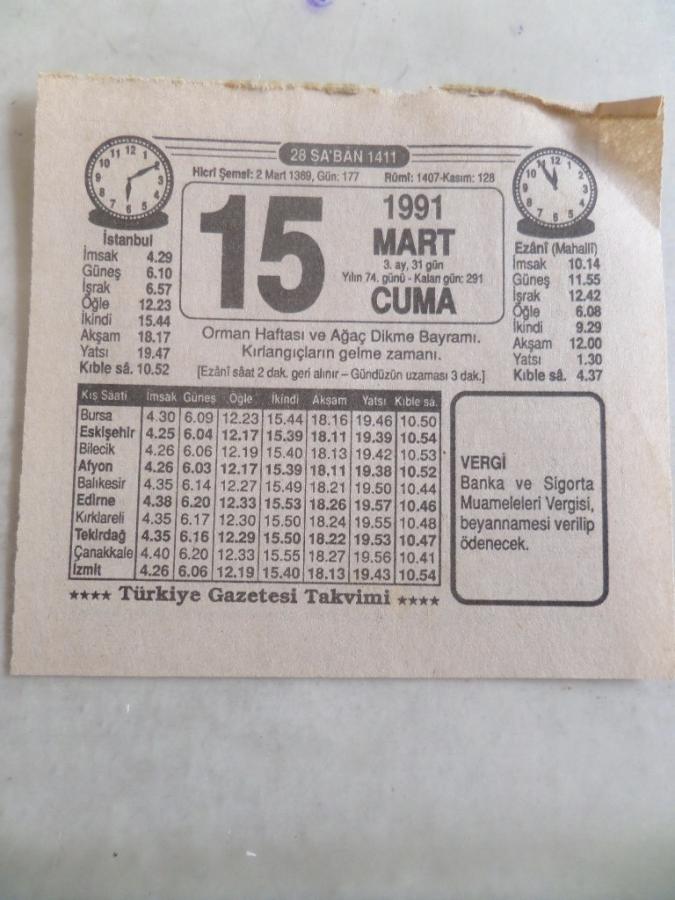 28 ŞA'BAN 1411
Hicrî Şemsî: 2 Mart 1369, Gün: 177 Rûmî: 1407-Kasım: 128
15
1991
MART
3. ay, 31 gün
Yılın 74. günü - Kalan gün: 291
CUMA
İstanbul
İmsak 4.29
Güneş 6.10
İşrak 6.57
Öğle 12.23
İkindi 15.44
Akşam 18.17
Yatsı 19.47
Kıble sâ. 10.52
Ezânî (Mahallî)
İmsak 10.14
Güneş 11.55
İşrak 12.42
Öğle 6.08
İkindi 9.29
Akşam 12.00
Yatsı 1.30
Kıble sâ. 4.37
Orman Haftası ve Ağaç Dikme Bayramı.
Kırlangıçların gelme zamanı.
[Ezânî sâat 2 dak. geri alınır – Gündüzün uzaması 3 dak.]
Kış Sâati İmsak Güneş Öğle İkindi Akşam Yatsı Kıble sâ.
Bursa 4.30 6.09 12.23 15.44 18.16 19.46 10.50
Eskişehir 4.25 6.04 12.17 15.39 18.11 19.39 10.54
Bilecik 4.26 6.06 12.19 15.40 18.13 19.42 10.53
Afyon 4.26 6.03 12.17 15.39 18.11 19.38 10.52
Balıkesir 4.35 6.14 12.27 15.49 18.21 19.50 10.44
Edirne 4.38 6.20 12.33 15.53 18.26 19.57 10.46
Kırklareli 4.35 6.17 12.30 15.50 18.24 19.55 10.48
Tekirdağ 4.35 6.16 12.29 15.50 18.22 19.53 10.47
Çanakkale 4.40 6.20 12.33 15.55 18.27 19.56 10.41
İzmit 4.26 6.06 12.19 15.40 18.13 19.43 10.54
★★★★ Türkiye Gazetesi Takvimi ★★★★
VERGİ
Banka ve Sigorta
Muameleleri Vergisi,
beyannamesi verilip
ödenecek.